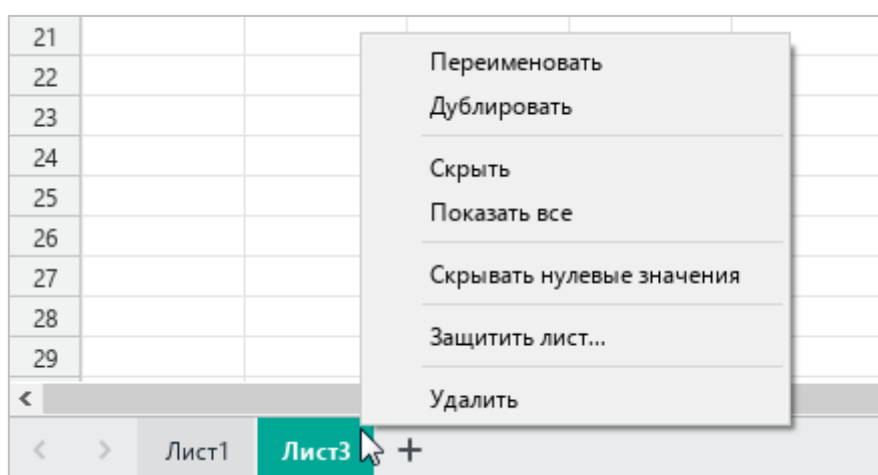 21
22
23
24
25
26
27
28
29
Переименовать
Дублировать
Скрыть
Показать все
Скрывать нулевые значения
Защитить лист...
Удалить
Лист1 Лист3 +